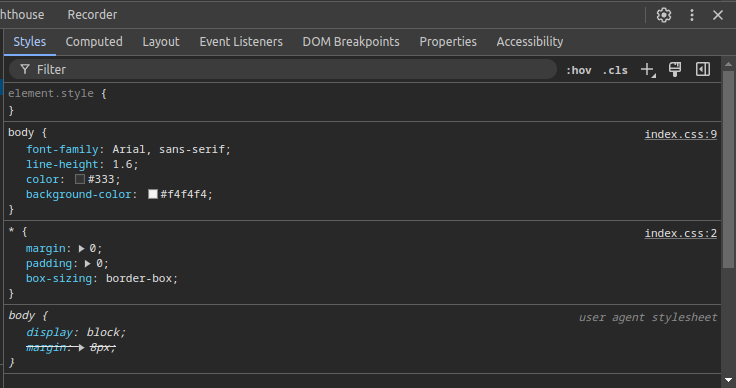 hthouse Recorder
Styles Computed Layout Event Listeners DOM Breakpoints Properties Accessibility
Filter :hov .cls
element.style {
}
body { index.css:9
font-family: Arial, sans-serif;
line-height: 1.6;
color: #333;
background-color: #f4f4f4;
}
* { index.css:2
margin: 0;
padding: 0;
box-sizing: border-box;
}
body { user agent stylesheet
display: block;
margin: 8px;
}